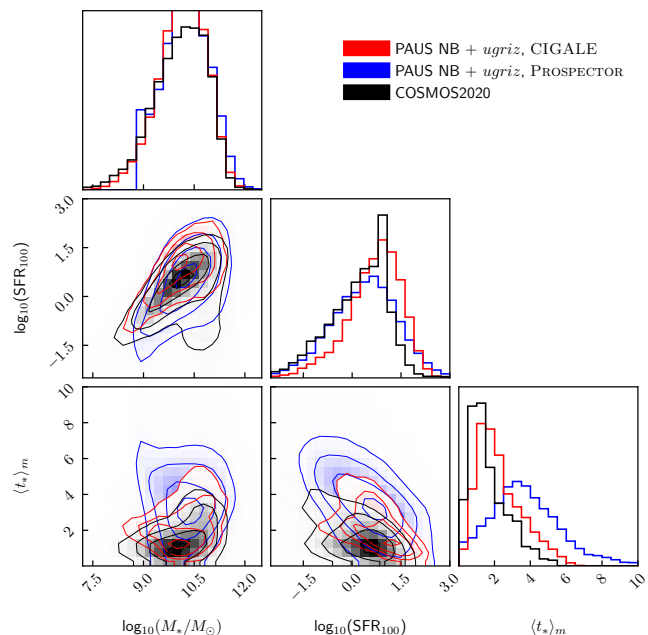 PAUS NB + ugriz, CIGALE
PAUS NB + ugriz, PROSPECTOR
COSMOS2020
log₁₀(SFR₁₀₀)
3.0
1.5
0.0
−1.5
⟨t*⟩ₘ
10
8
6
4
2
7.5 9.0 10.5 12.0
−1.5 0.0 1.5 3.0
2 4 6 8 10
log₁₀(M*/M⊙) log₁₀(SFR₁₀₀) ⟨t*⟩ₘ